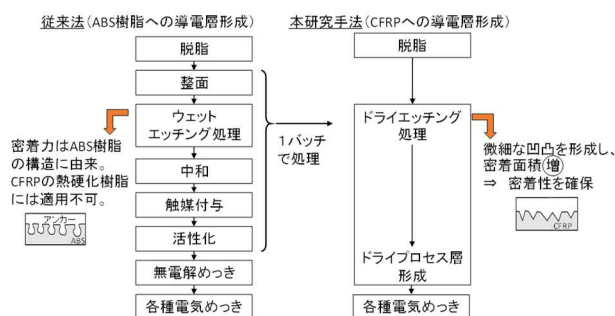 従来法(ABS樹脂への導電層形成)
脱脂
整面
ウェット
エッチング処理
中和
触媒付与
活性化
無電解めっき
各種電気めっき
密着力はABS樹脂
の構造に由来。
CFRPの熱硬化樹脂
には適用不可。
アンカー
ABS
1バッチ
で処理
本研究手法(CFRPへの導電層形成)
脱脂
ドライエッチング
処理
ドライプロセス層
形成
各種電気めっき
微細な凹凸を形成し、
密着面積増
⇒ 密着性を確保
CFRP